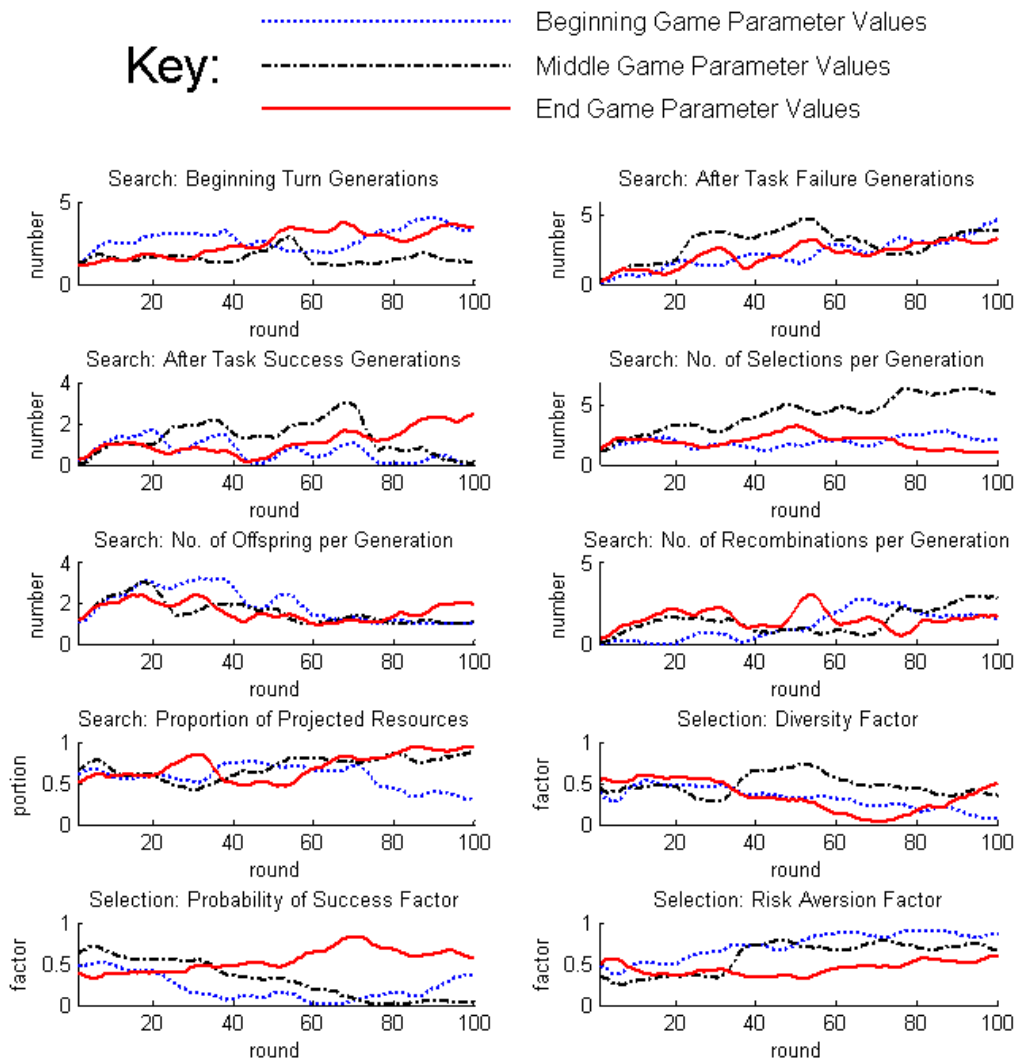 Key:
Beginning Game Parameter Values
Middle Game Parameter Values
End Game Parameter Values
Search: Beginning Turn Generations
5
0
number
20 40 60 80 100
round
Search: After Task Failure Generations
5
0
number
20 40 60 80 100
round
Search: After Task Success Generations
4
2
0
number
20 40 60 80 100
round
Search: No. of Selections per Generation
5
0
number
20 40 60 80 100
round
Search: No. of Offspring per Generation
4
2
0
number
20 40 60 80 100
round
Search: No. of Recombinations per Generation
5
0
number
20 40 60 80 100
round
Search: Proportion of Projected Resources
1
0.5
0
portion
20 40 60 80 100
round
Selection: Diversity Factor
1
0.5
0
factor
20 40 60 80 100
round
Selection: Probability of Success Factor
1
0.5
0
factor
20 40 60 80 100
round
Selection: Risk Aversion Factor
1
0.5
0
factor
20 40 60 80 100
round